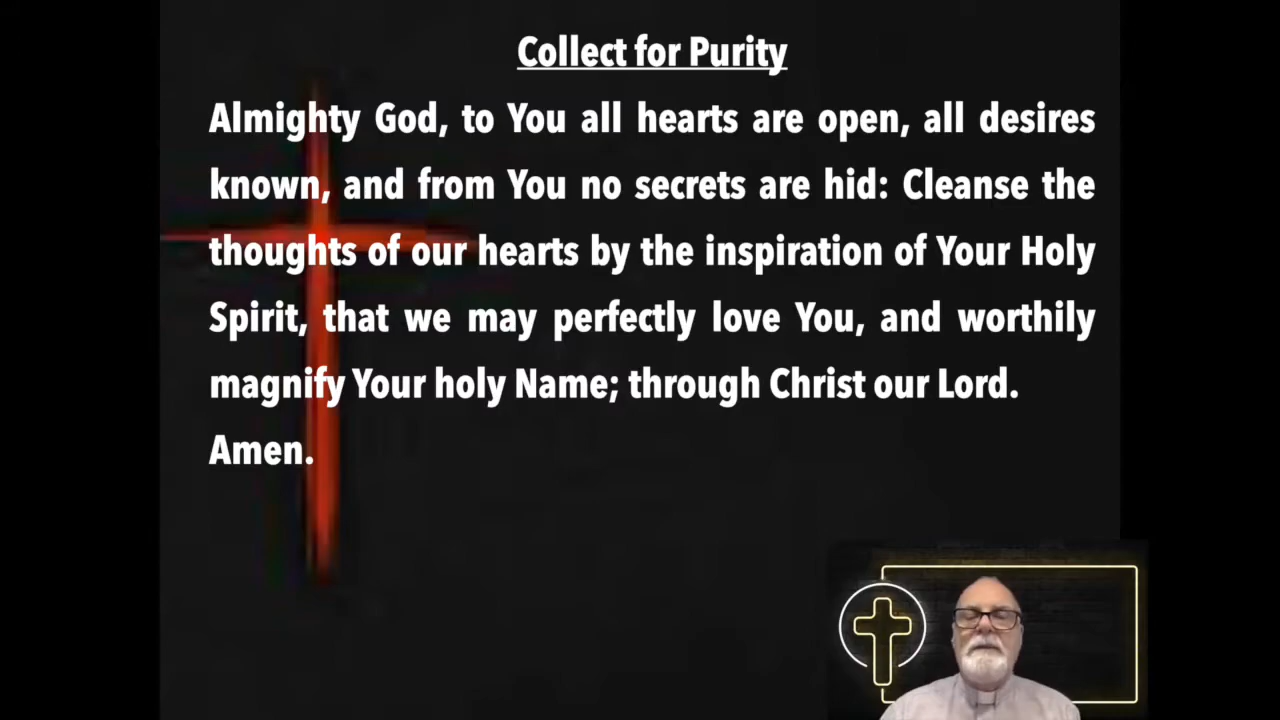 Collect for Purity
Almighty God, to You all hearts are open, all desires
known, and from You no secrets are hid: Cleanse the
thoughts of our hearts by the inspiration of Your Holy
Spirit, that we may perfectly love You, and worthily
magnify Your holy Name; through Christ our Lord.
Amen.